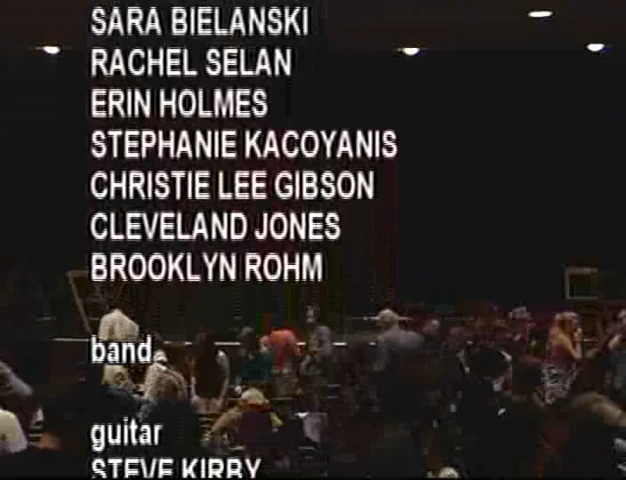 SARA BIELANSKI
RACHEL SELAN
ERIN HOLMES
STEPHANIE KACOYANIS
CHRISTIE LEE GIBSON
CLEVELAND JONES
BROOKLYN ROHM
band
guitar
STEVE KIRBY